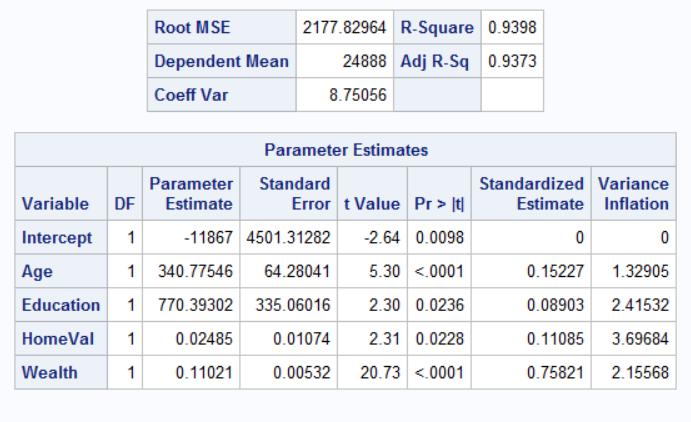 Root MSE 2177.82964 R-Square 0.9398
Dependent Mean 24888 Adj R-Sq 0.9373
Coeff Var 8.75056
Parameter Estimates
Variable DF Parameter Estimate Standard Error t Value Pr > |t| Standardized Estimate Variance Inflation
Intercept 1 -11867 4501.31282 -2.64 0.0098 0 0
Age 1 340.77546 64.28041 5.30 <.0001 0.15227 1.32905
Education 1 770.39302 335.06016 2.30 0.0236 0.08903 2.41532
HomeVal 1 0.02485 0.01074 2.31 0.0228 0.11085 3.69684
Wealth 1 0.11021 0.00532 20.73 <.0001 0.75821 2.15568